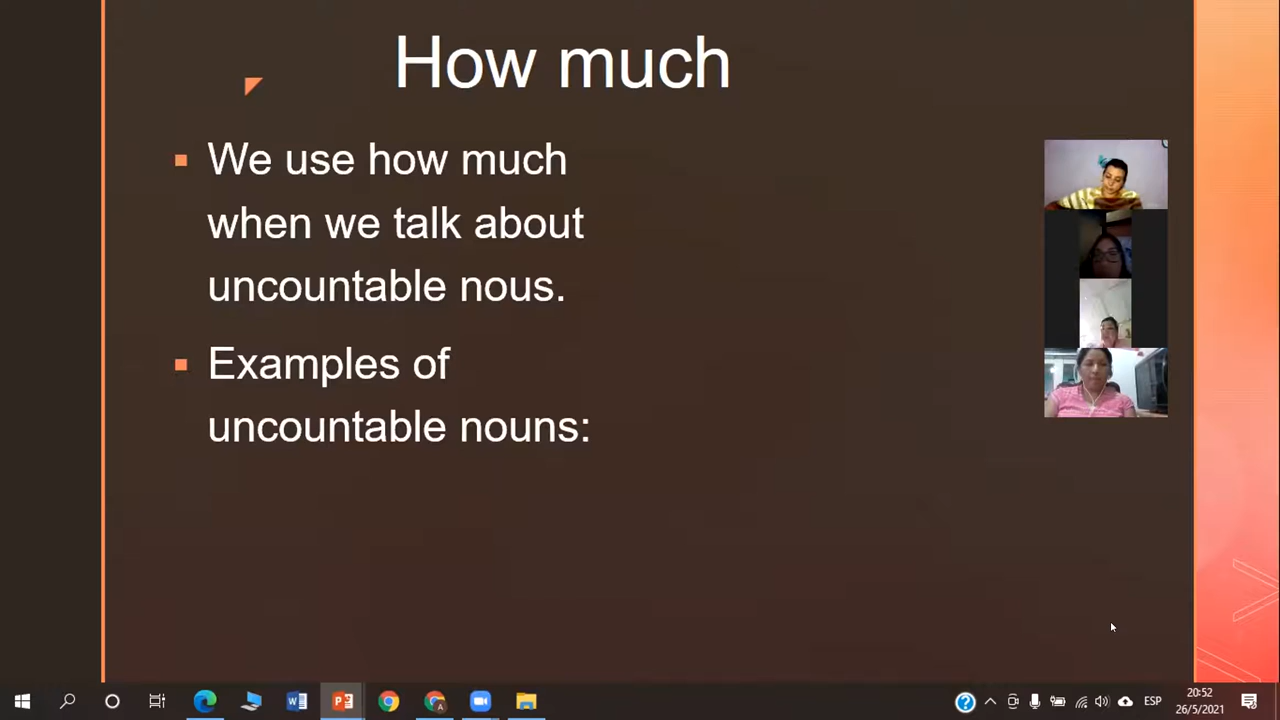 How much
We use how much
when we talk about
uncountable nous.
Examples of
uncountable nouns:
ESP
20:52
26/5/2021